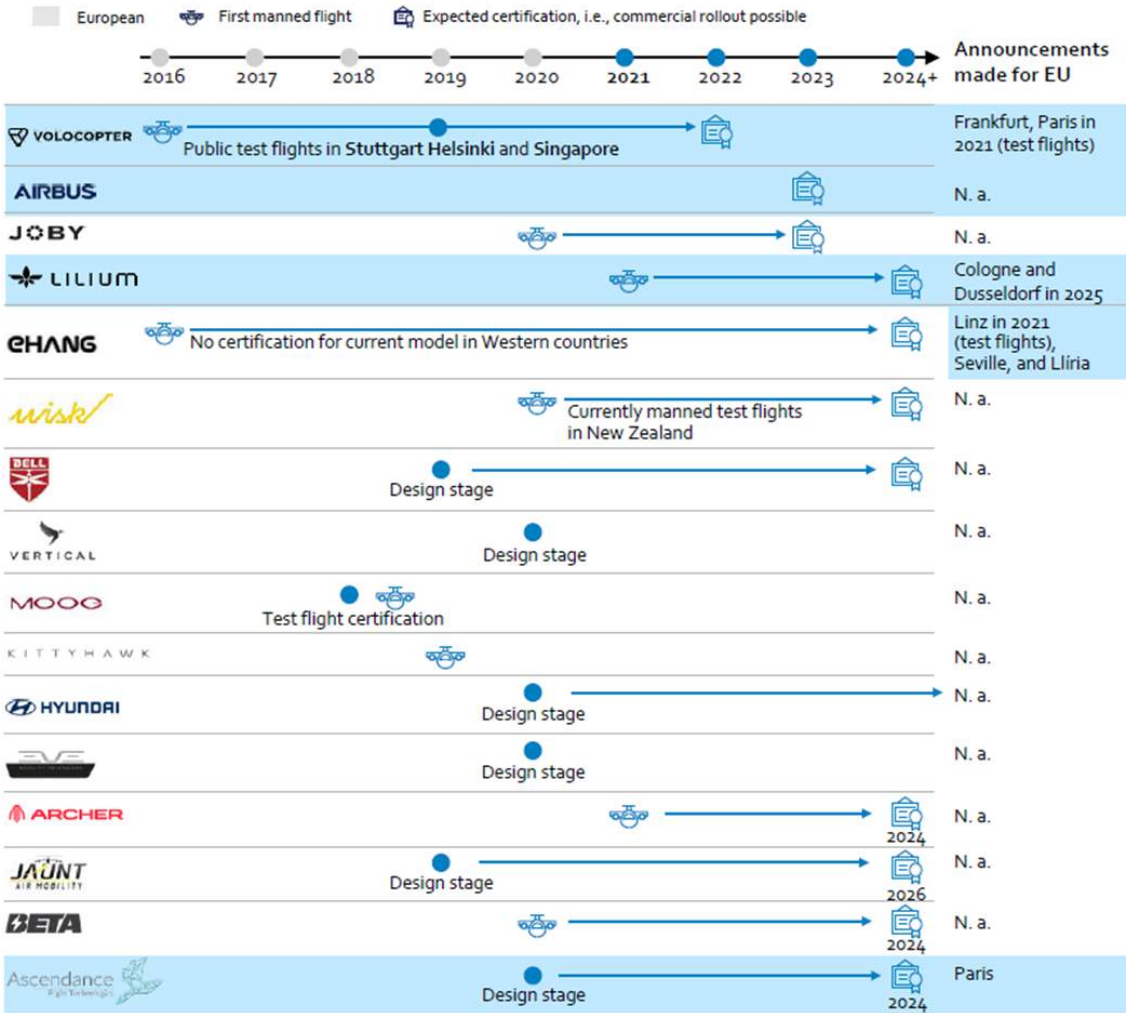 European First manned flight Expected certification, i.e., commercial rollout possible
Announcements
made for EU
2016 2017 2018 2019 2020 2021 2022 2023 2024+
VOLOCOPTER
Public test flights in Stuttgart Helsinki and Singapore
Frankfurt, Paris in
2021 (test flights)
AIRBUS
N. a.
JOBY
N. a.
LILIUM
Cologne and
Dusseldorf in 2025
EHANG
No certification for current model in Western countries
Linz in 2021
(test flights),
Seville, and Llíria
wisk
Currently manned test flights
in New Zealand
N. a.
BELL
Design stage
N. a.
VERTICAL
Design stage
N. a.
MOOG
Test flight certification
N. a.
KITTYHAWK
N. a.
HYUNDAI
Design stage
N. a.
EVE
Design stage
N. a.
ARCHER
2024
N. a.
JAUNT
AIR MOBILITY
Design stage
2026
N. a.
BETA
2024
N. a.
Ascendance
Flight Technologies
Design stage
2024
Paris